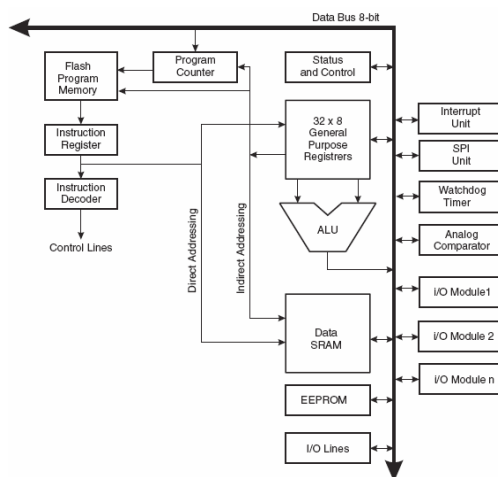 Data Bus 8-bit
Flash
Program
Memory
Program
Counter
Status
and Control
Instruction
Register
32 x 8
General
Purpose
Registrers
Interrupt
Unit
SPI
Unit
Instruction
Decoder
Watchdog
Timer
Control Lines
Direct Addressing
Indirect Addressing
ALU
Analog
Comparator
i/O Module1
Data
SRAM
i/O Module 2
i/O Module n
EEPROM
I/O Lines